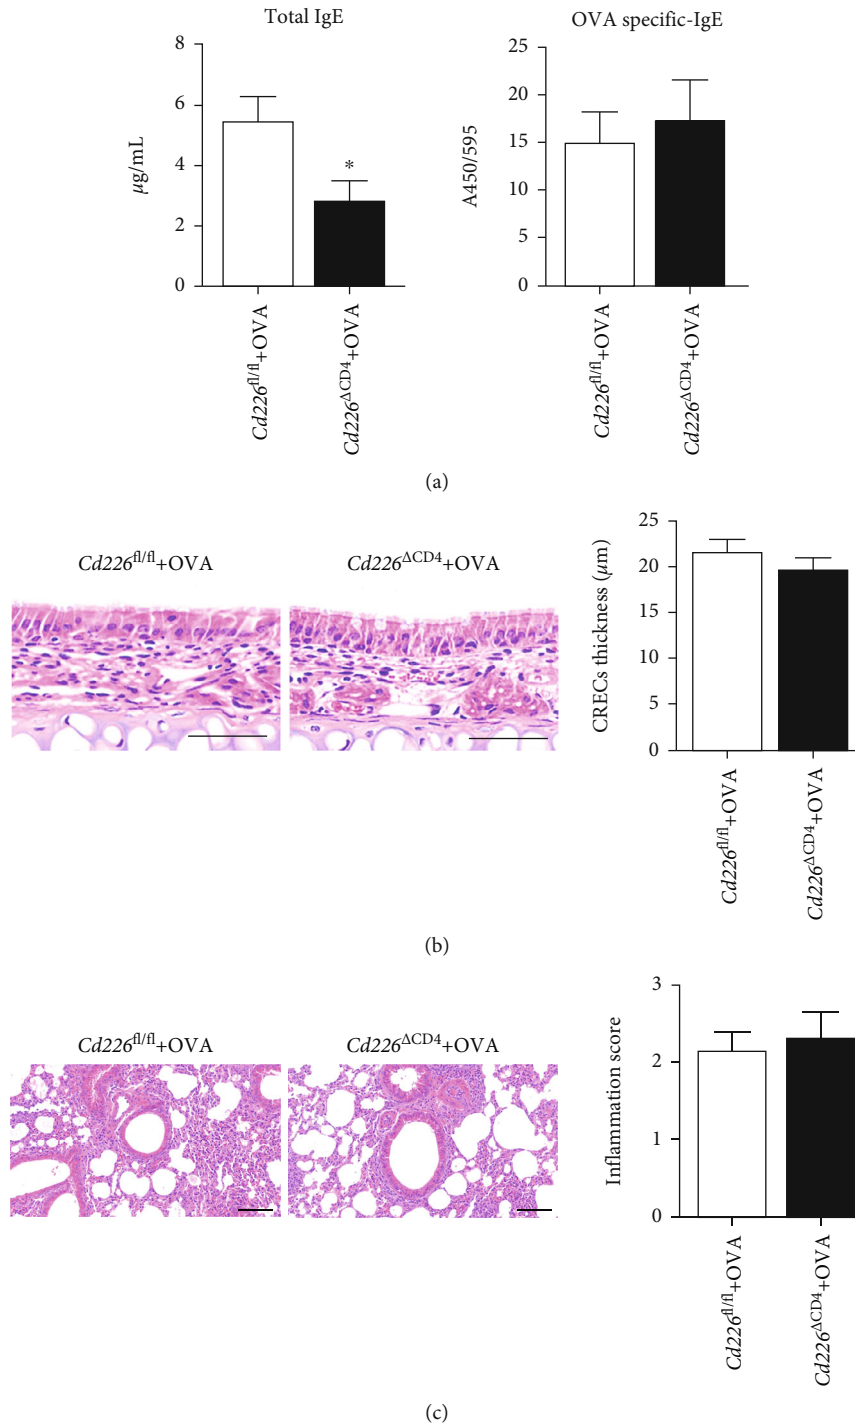 Total IgE
OVA specific-IgE
8
6
4
2
0
μg/mL
*
25
20
15
10
5
0
A450/595
Cd226fl/fl+OVA
Cd226ΔCD4+OVA
Cd226fl/fl+OVA
Cd226ΔCD4+OVA
(a)
Cd226fl/fl+OVA
Cd226ΔCD4+OVA
25
20
15
10
5
0
CRECs thickness (μm)
Cd226fl/fl+OVA
Cd226ΔCD4+OVA
(b)
Cd226fl/fl+OVA
Cd226ΔCD4+OVA
3
2
1
0
Inflammation score
Cd226fl/fl+OVA
Cd226ΔCD4+OVA
(c)